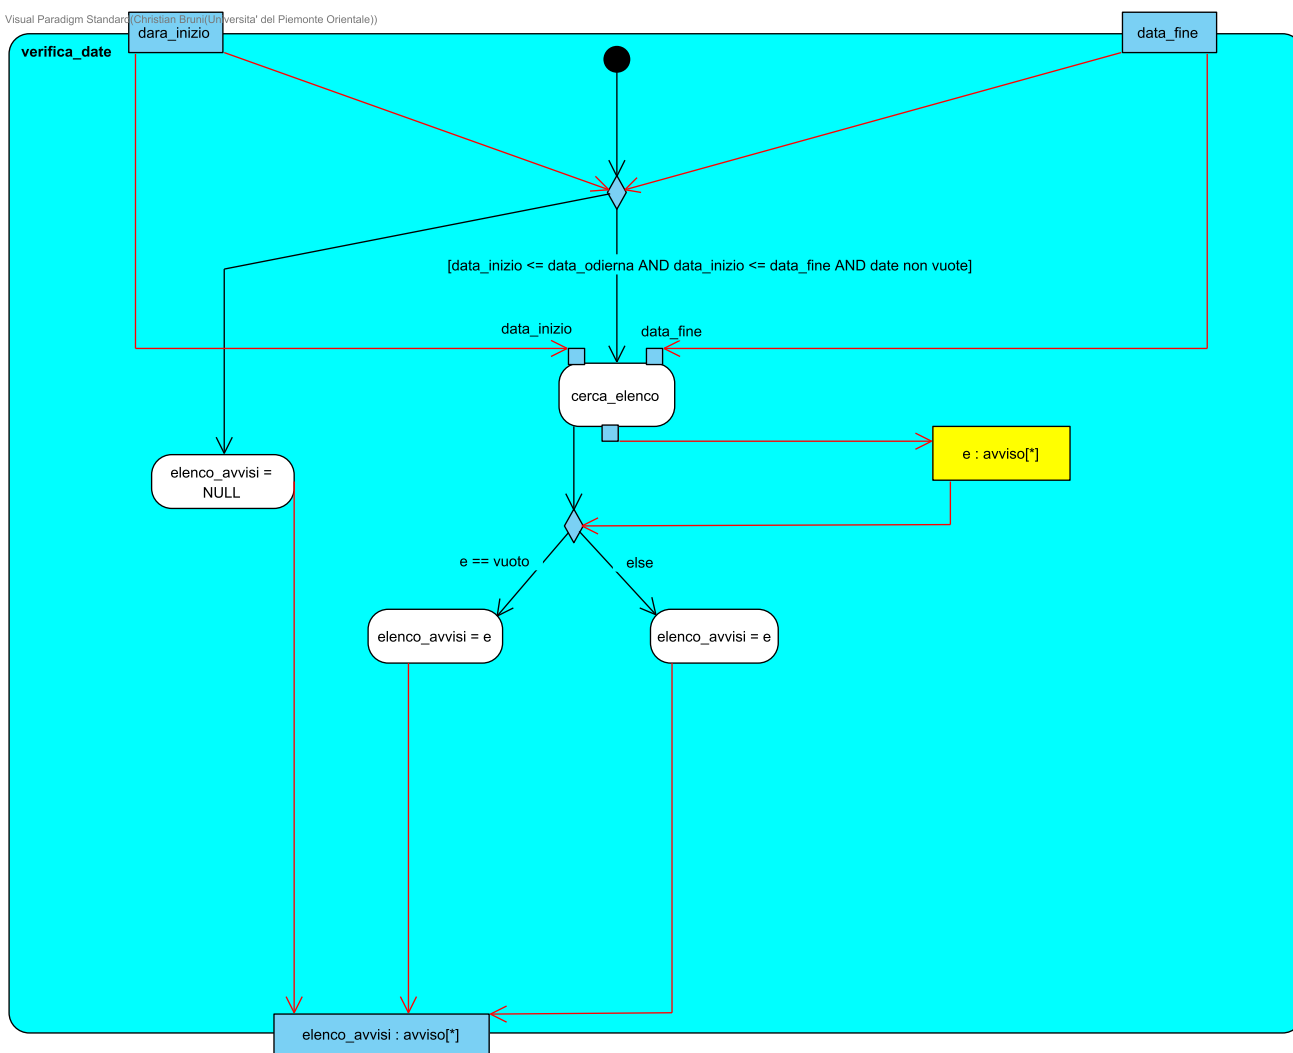 Visual Paradigm Standard(Christian Bruni(Universita' del Piemonte Orientale))
dara_inizio
data_fine
verifica_date
[data_inizio <= data_odierna AND data_inizio <= data_fine AND date non vuote]
data_inizio
data_fine
cerca_elenco
e : avviso[*]
elenco_avvisi =
NULL
e == vuoto
else
elenco_avvisi = e
elenco_avvisi = e
elenco_avvisi : avviso[*]